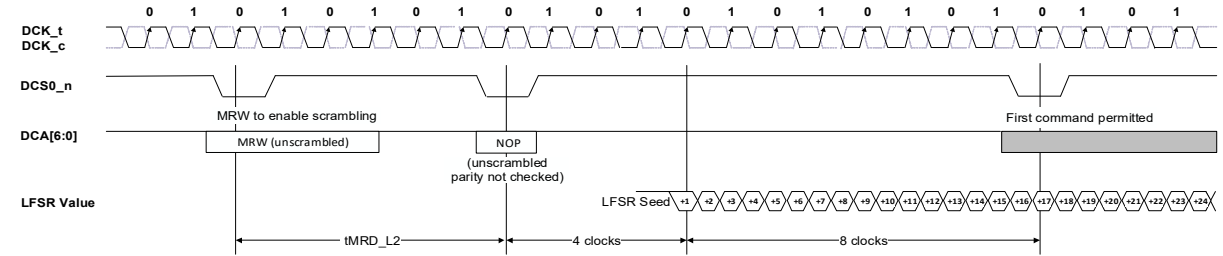 0 1 0 1 0 1 0 1 0 1 0 1 0 1 0 1 0 1 0 1 0 1 0 1
DCK_t
DCK_c
DCS0_n
MRW to enable scrambling
First command permitted
DCA[6:0]
MRW (unscrambled)
NOP
(unscrambled
parity not checked)
LFSR Value
LFSR Seed +1 +2 +3 +4 +5 +6 +7 +8 +9 +10 +11 +12 +13 +14 +15 +16 +17 +18 +19 +20 +21 +22 +23 +24
tMRD_L2 4 clocks 8 clocks